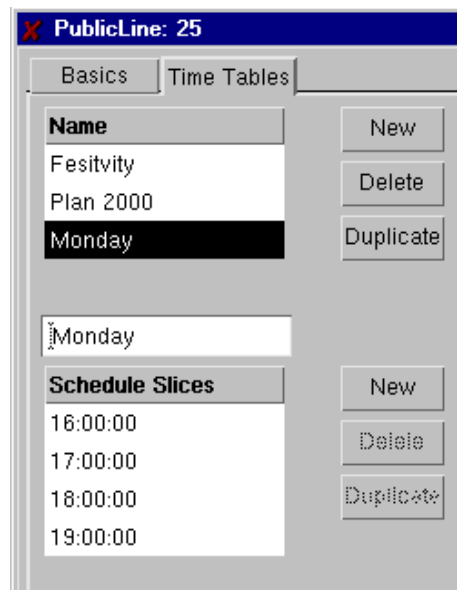 PublicLine: 25
Basics Time Tables
Name New
Fesitvity
Delete
Plan 2000
Monday Duplicate
Monday
Schedule Slices New
16:00:00
Delete
17:00:00
18:00:00 Duplicate
19:00:00